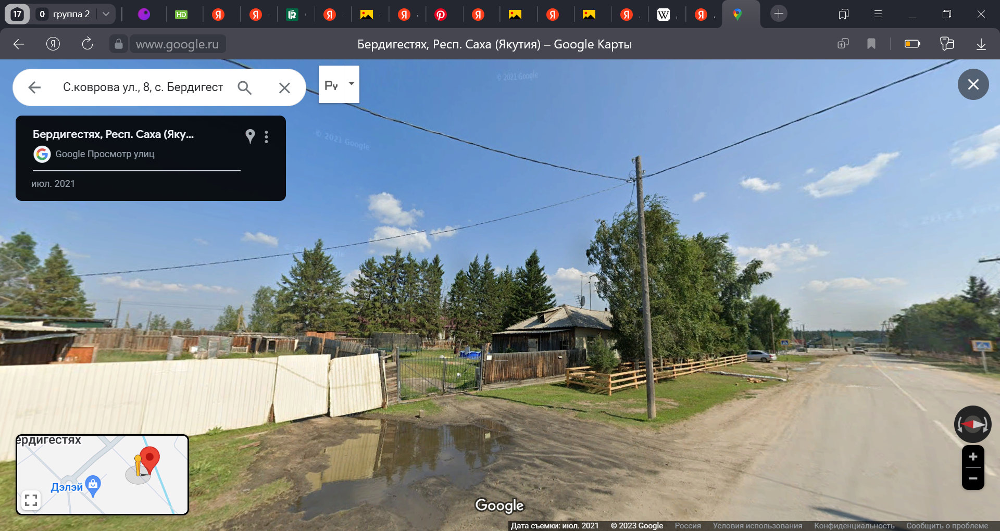 17
0 группа 2
www.google.ru
Бердигестях, Респ. Саха (Якутия) – Google Карты
С.коврова ул., 8, с. Бердигест
Ру
Бердигестях, Респ. Саха (Яку...
Google Просмотр улиц
июл. 2021
© 2021 Google
© 2021 Google
ердигестях
Дэлэй
Google
Дата съемки: июл. 2021 © 2023 Google Россия Условия использования Конфиденциальность Сообщить о проблеме